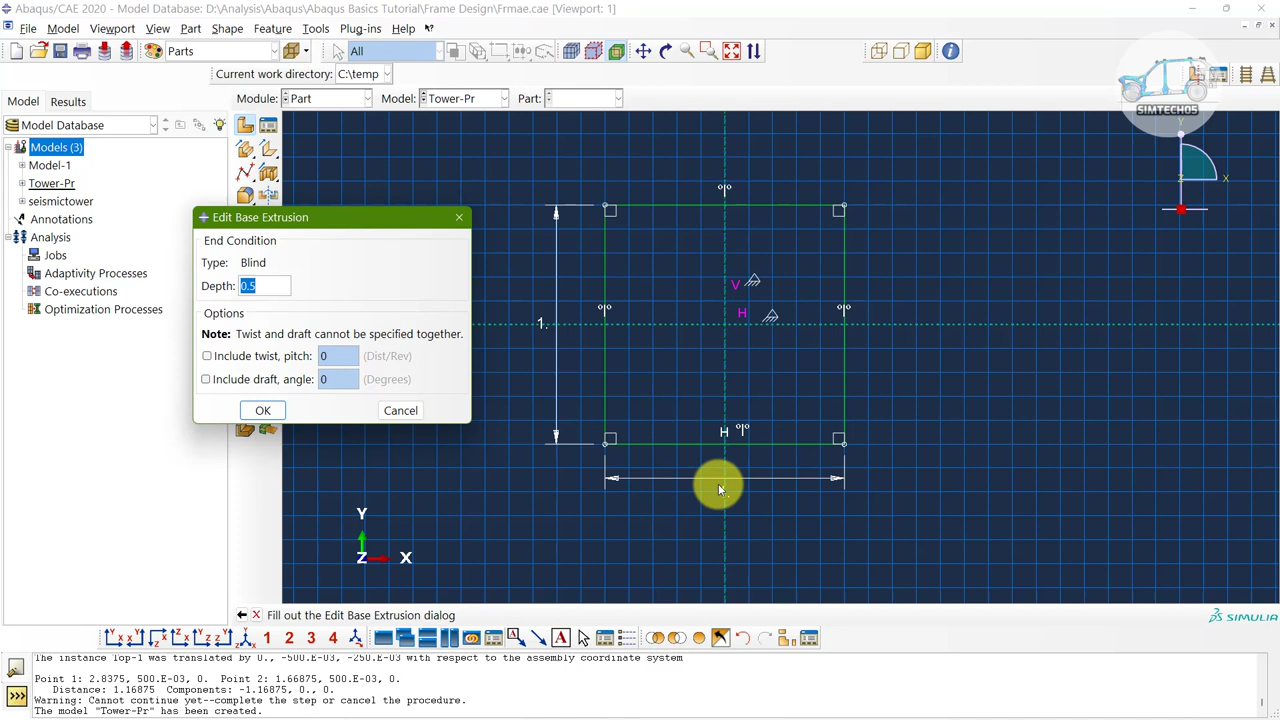 Abaqus/CAE 2020 - Model Database: D:\Analysis\Abaqus\Abaqus Basics Tutorial\Frame Design\Frmae.cae [Viewport: 1]
File Model Viewport View Part Shape Feature Tools Plug-ins Help
Parts All
Current work directory: C:\temp
Model Results Module: Part Model: Tower-Pr Part:
SIMTECH05
Model Database
Models (3)
Model-1
Tower-Pr
seismictower
Annotations
Analysis
Jobs
Adaptivity Processes
Co-executions
Optimization Processes
Edit Base Extrusion
End Condition
Type: Blind
Depth: 0.5
Options
Note: Twist and draft cannot be specified together.
Include twist, pitch: 0 (Dist/Rev)
Include draft, angle: 0 (Degrees)
OK Cancel
Y
Z X
V
H
1.
H
Y
Z X
Fill out the Edit Base Extrusion dialog
SIMULIA
1 2 3 4 A
The instance Top-1 was translated by 0., -500.E-03, -250.E-03 with respect to the assembly coordinate system
Point 1: 2.8375, 500.E-03, 0. Point 2: 1.66875, 500.E-03, 0.
Distance: 1.16875 Components: -1.16875, 0., 0.
Warning: Cannot continue yet--complete the step or cancel the procedure.
The model "Tower-Pr" has been created.